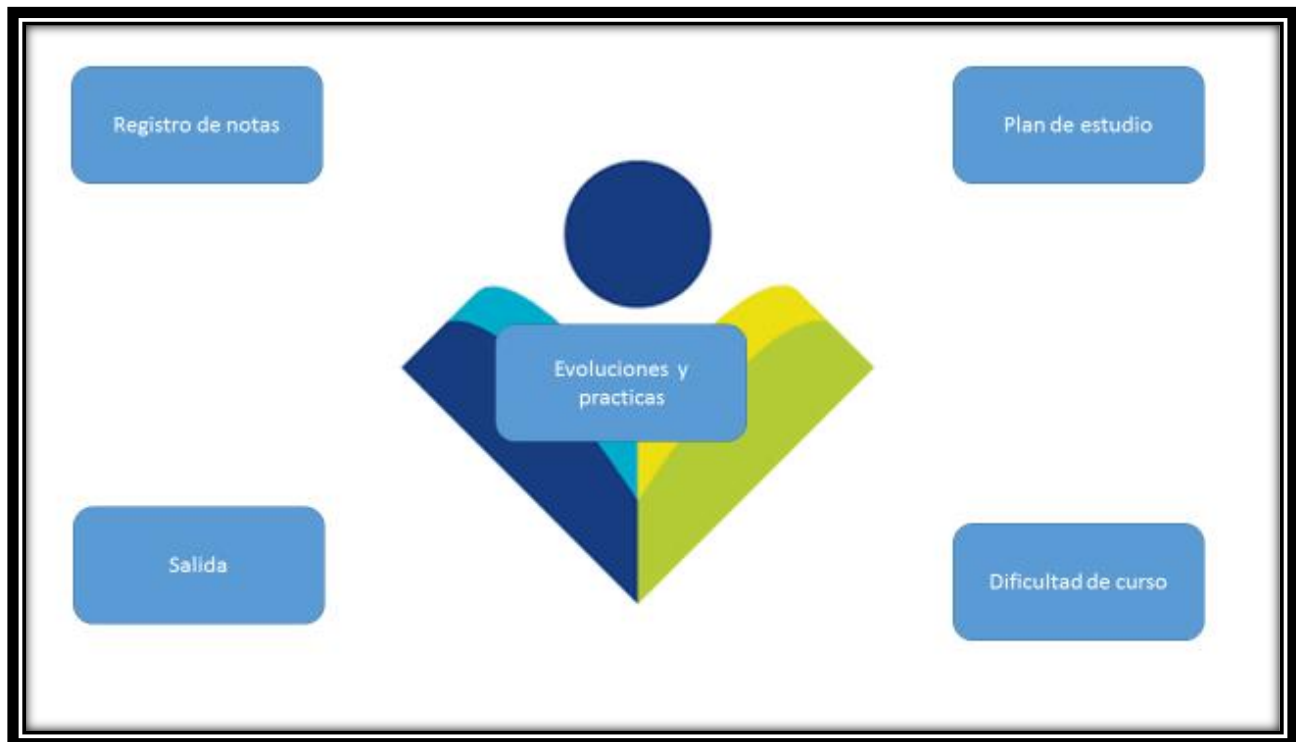 Registro de notas
Plan de estudio
Evoluciones y
practicas
Salida
Dificultad de curso